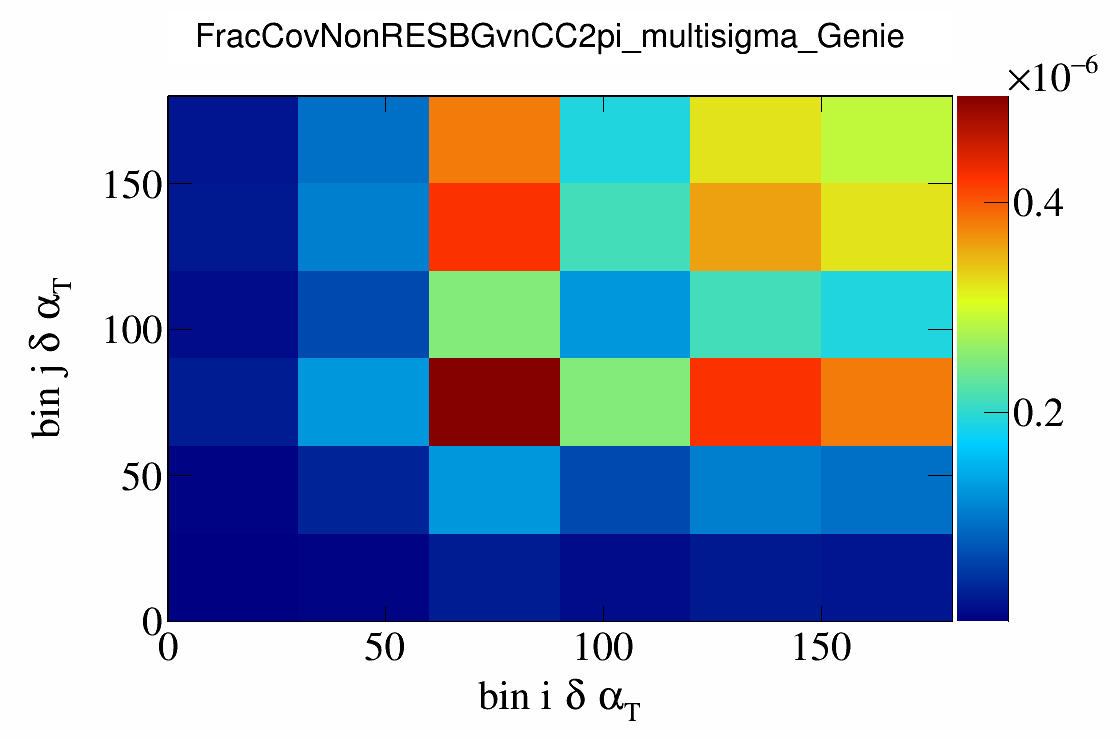 FracCovNonRESBGvnCC2pi_multisigma_Genie
×10⁻⁶
150
100
50
0
0 50 100 150
0.4
0.2
bin j δ α_T
bin i δ α_T